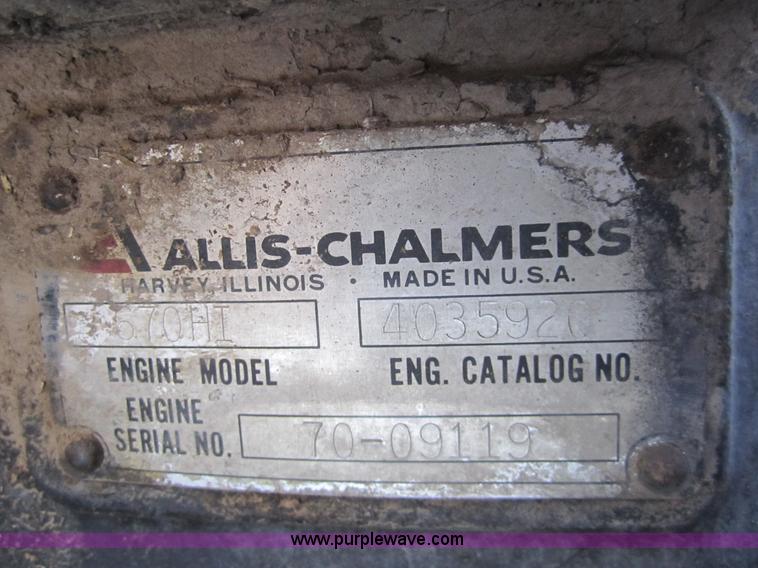 ALLIS-CHALMERS
HARVEY, ILLINOIS · MADE IN U.S.A.
670HI 4035920
ENGINE MODEL ENG. CATALOG NO.
ENGINE
SERIAL NO. 70-09119
www.purplewave.com